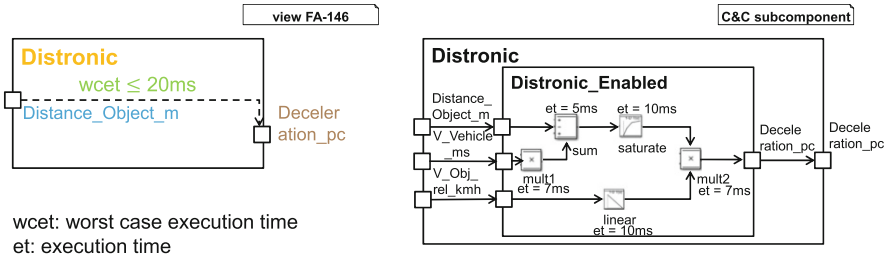 view FA-146
Distronic
wcet ≤ 20ms
Distance_Object_m
Deceler
ation_pc
wcet: worst case execution time
et: execution time
C&C subcomponent
Distronic
Distronic_Enabled
Distance_
Object_m
V_Vehicle
_ms
V_Obj_
rel_kmh
et = 5ms
sum
et = 10ms
saturate
mult1
et = 7ms
linear
et = 10ms
mult2
et = 7ms
Decele
ration_pc
Decele
ration_pc